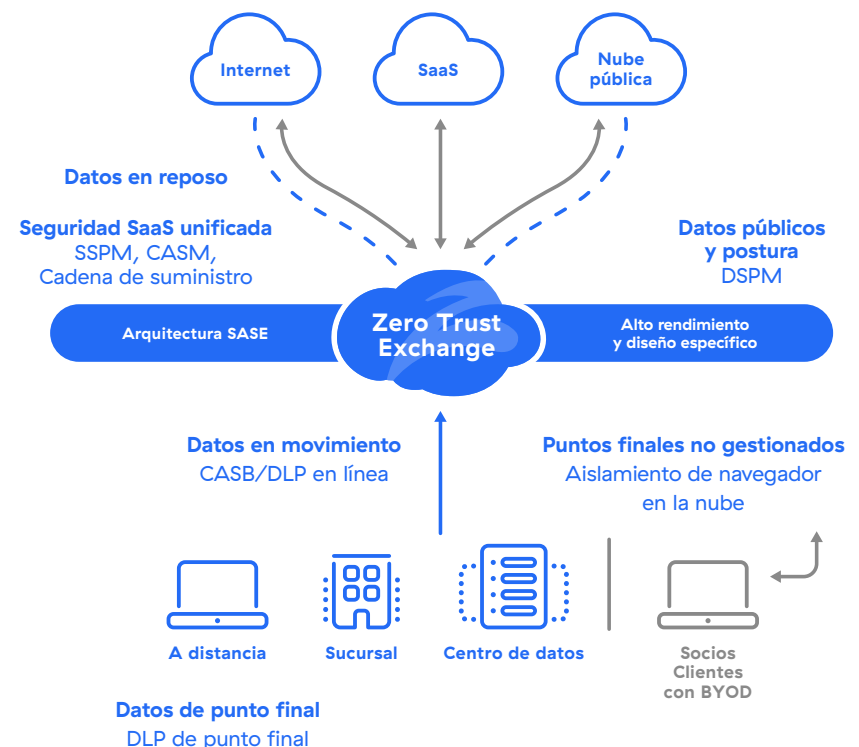 Internet
SaaS
Nube
pública
Datos en reposo
Seguridad SaaS unificada
SSPM, CASM,
Cadena de suministro
Datos públicos
y postura
DSPM
Arquitectura SASE
Zero Trust
Exchange
Alto rendimiento
y diseño específico
Datos en movimiento
CASB/DLP en línea
Puntos finales no gestionados
Aislamiento de navegador
en la nube
A distancia
Sucursal
Centro de datos
Socios
Clientes
con BYOD
Datos de punto final
DLP de punto final